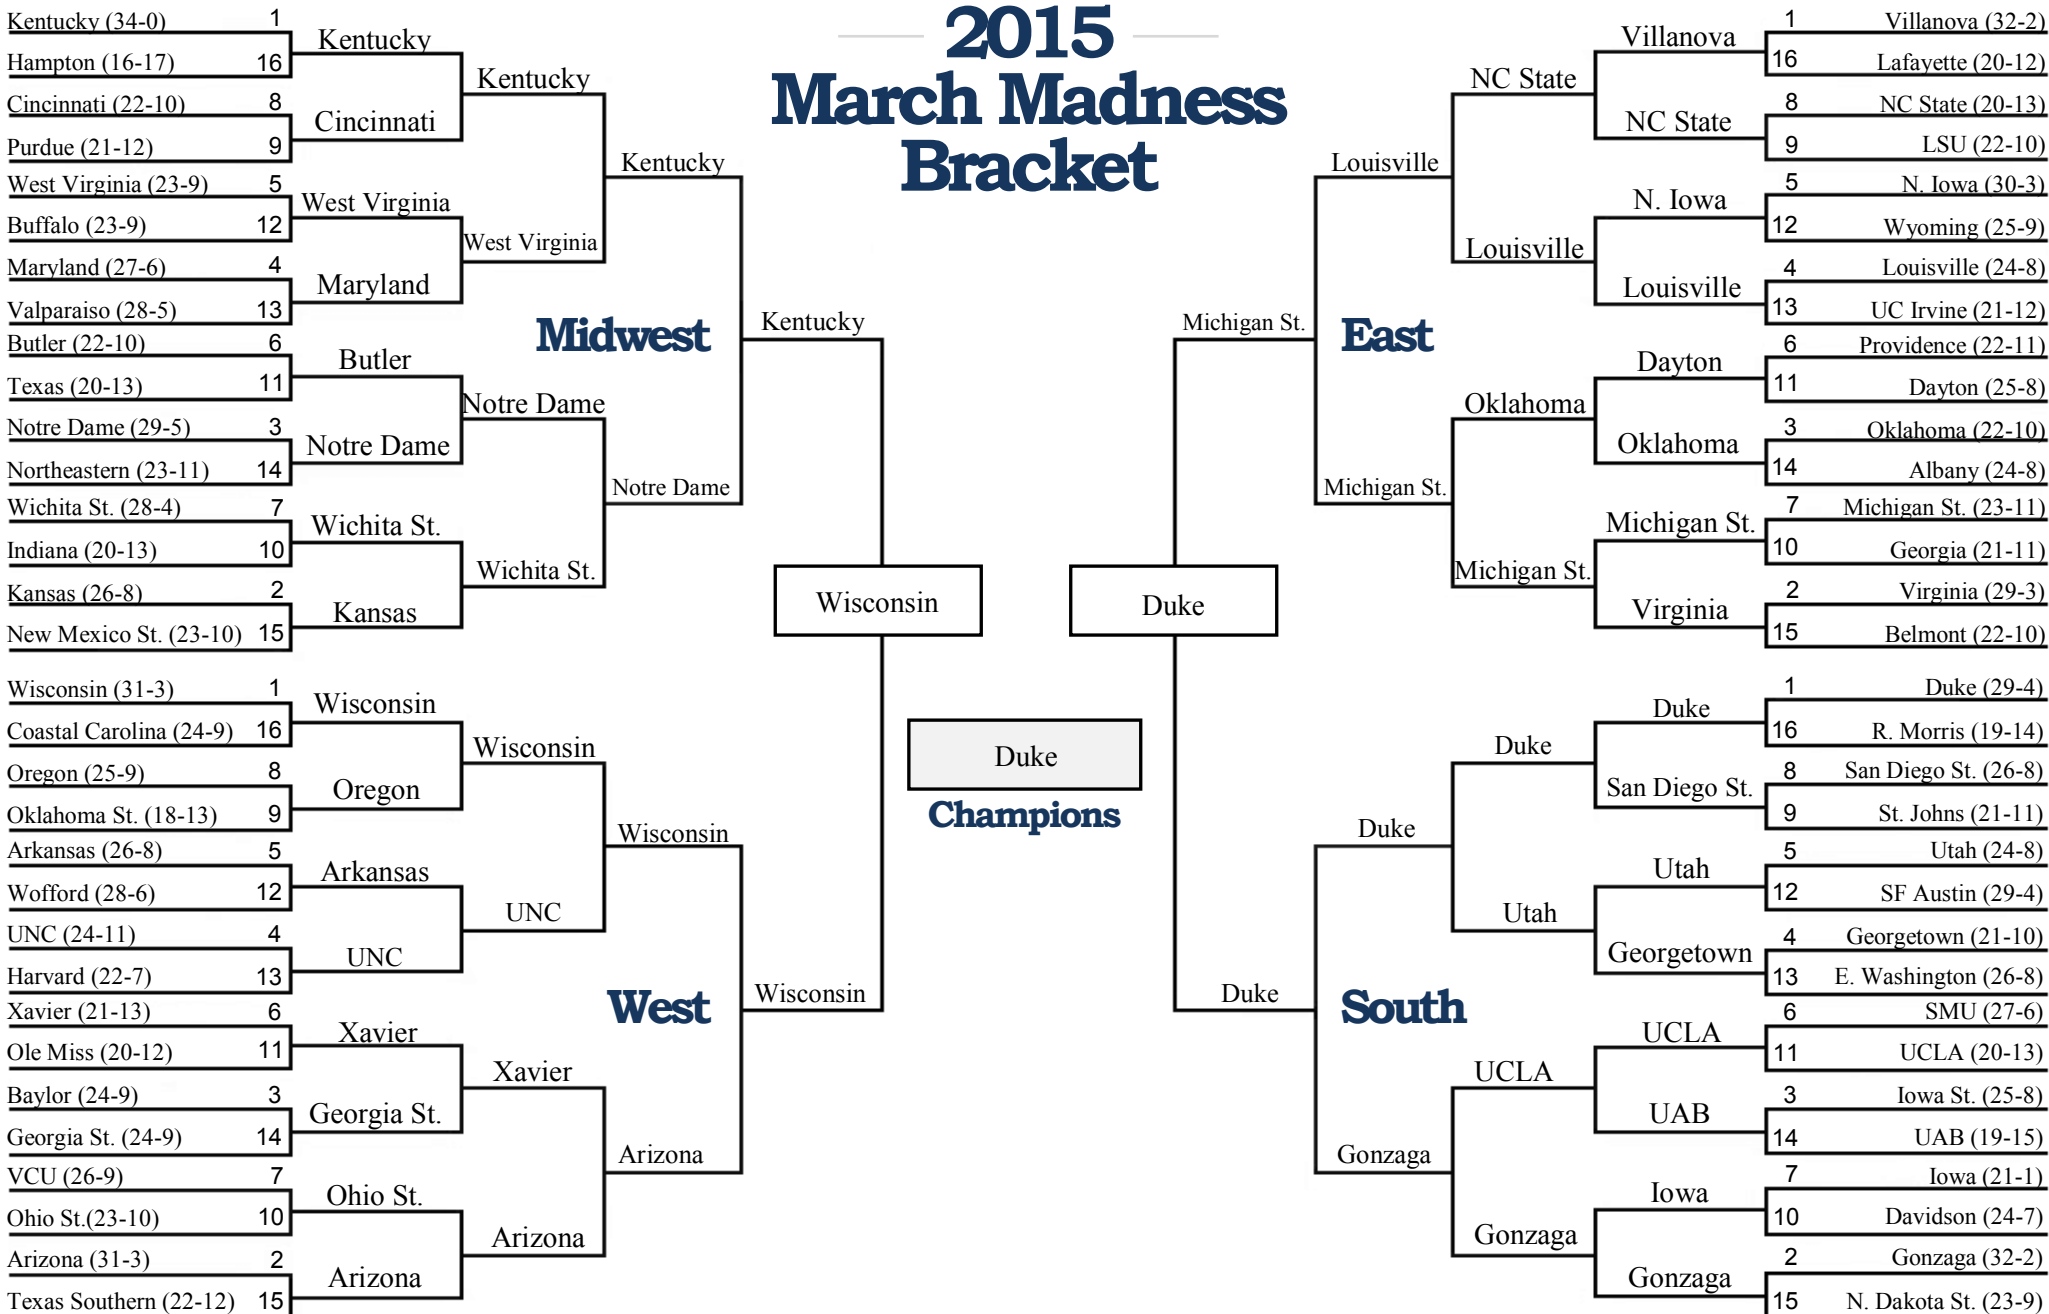 2015
March Madness
Bracket
Kentucky (34-0) 1
Hampton (16-17) 16
Cincinnati (22-10) 8
Purdue (21-12) 9
West Virginia (23-9) 5
Buffalo (23-9) 12
Maryland (27-6) 4
Valparaiso (28-5) 13
Butler (22-10) 6
Texas (20-13) 11
Notre Dame (29-5) 3
Northeastern (23-11) 14
Wichita St. (28-4) 7
Indiana (20-13) 10
Kansas (26-8) 2
New Mexico St. (23-10) 15
Kentucky
Cincinnati
West Virginia
Maryland
Butler
Notre Dame
Wichita St.
Kansas
Kentucky
West Virginia
Notre Dame
Wichita St.
Kentucky
Notre Dame
Midwest
Kentucky
Wisconsin (31-3) 1
Coastal Carolina (24-9) 16
Oregon (25-9) 8
Oklahoma St. (18-13) 9
Arkansas (26-8) 5
Wofford (28-6) 12
UNC (24-11) 4
Harvard (22-7) 13
Xavier (21-13) 6
Ole Miss (20-12) 11
Baylor (24-9) 3
Georgia St. (24-9) 14
VCU (26-9) 7
Ohio St.(23-10) 10
Arizona (31-3) 2
Texas Southern (22-12) 15
Wisconsin
Oregon
Arkansas
UNC
Xavier
Georgia St.
Ohio St.
Arizona
Wisconsin
UNC
Xavier
Arizona
Wisconsin
Arizona
West
Wisconsin
Wisconsin
Duke
Duke
Champions
1 Villanova (32-2)
16 Lafayette (20-12)
8 NC State (20-13)
9 LSU (22-10)
5 N. Iowa (30-3)
12 Wyoming (25-9)
4 Louisville (24-8)
13 UC Irvine (21-12)
6 Providence (22-11)
11 Dayton (25-8)
3 Oklahoma (22-10)
14 Albany (24-8)
7 Michigan St. (23-11)
10 Georgia (21-11)
2 Virginia (29-3)
15 Belmont (22-10)
Villanova
NC State
N. Iowa
Louisville
Dayton
Oklahoma
Michigan St.
Virginia
NC State
Louisville
Oklahoma
Michigan St.
Louisville
Michigan St.
East
Michigan St.
1 Duke (29-4)
16 R. Morris (19-14)
8 San Diego St. (26-8)
9 St. Johns (21-11)
5 Utah (24-8)
12 SF Austin (29-4)
4 Georgetown (21-10)
13 E. Washington (26-8)
6 SMU (27-6)
11 UCLA (20-13)
3 Iowa St. (25-8)
14 UAB (19-15)
7 Iowa (21-1)
10 Davidson (24-7)
2 Gonzaga (32-2)
15 N. Dakota St. (23-9)
Duke
San Diego St.
Utah
Georgetown
UCLA
UAB
Iowa
Gonzaga
Duke
Utah
UCLA
Gonzaga
Duke
Gonzaga
South
Duke